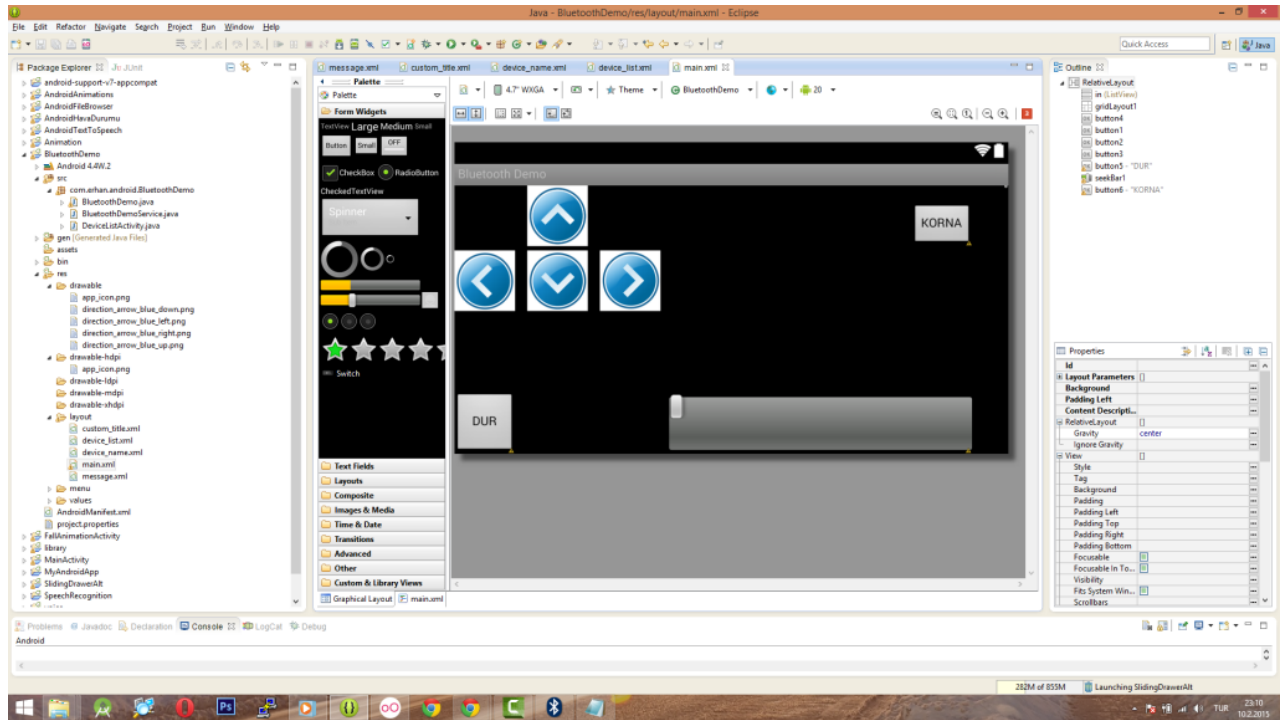 Java - BluetoothDemo/res/layout/main.xml - Eclipse
File Edit Refactor Navigate Search Project Run Window Help
Quick Access
Java
Package Explorer
JUnit
android-support-v7-appcompat
AndroidAnimations
AndroidFileBrowser
AndroidHavaDurumu
AndroidTextToSpeech
Animation
BluetoothDemo
Android 4.4W.2
src
com.erhan.android.BluetoothDemo
BluetoothDemo.java
BluetoothDemoService.java
DeviceListActivity.java
gen [Generated Java Files]
assets
bin
res
drawable
app_icon.png
direction_arrow_blue_down.png
direction_arrow_blue_left.png
direction_arrow_blue_right.png
direction_arrow_blue_up.png
drawable-hdpi
app_icon.png
drawable-ldpi
drawable-mdpi
drawable-xhdpi
layout
custom_title.xml
device_list.xml
device_name.xml
main.xml
message.xml
menu
values
AndroidManifest.xml
project.properties
FallAnimationActivity
library
MainActivity
MyAndroidApp
SlidingDrawerAlt
SpeechRecognition
message.xml custom_title.xml device_name.xml device_list.xml main.xml
Palette
Palette
Form Widgets
TextView Large Medium Small
Button Small OFF
CheckBox RadioButton
CheckedTextView
Spinner
Switch
Text Fields
Layouts
Composite
Images & Media
Time & Date
Transitions
Advanced
Other
Custom & Library Views
Graphical Layout main.xml
4.7" WXGA Theme BluetoothDemo 20
3
Bluetooth Demo
KORNA
DUR
Outline
RelativeLayout
in (ListView)
gridLayout1
button4
button1
button2
button3
button5 - "DUR"
seekBar1
button6 - "KORNA"
Properties
Id
Layout Parameters []
Background
Padding Left
Content Descripti...
RelativeLayout []
Gravity center
Ignore Gravity
View []
Style
Tag
Background
Padding
Padding Left
Padding Top
Padding Right
Padding Bottom
Focusable
Focusable In To...
Visibility
Fits System Win...
Scrollbars
Problems Javadoc Declaration Console LogCat Debug
Android
282M of 855M
Launching SlidingDrawerAlt
Ps
TUR
23:10
10.2.2015